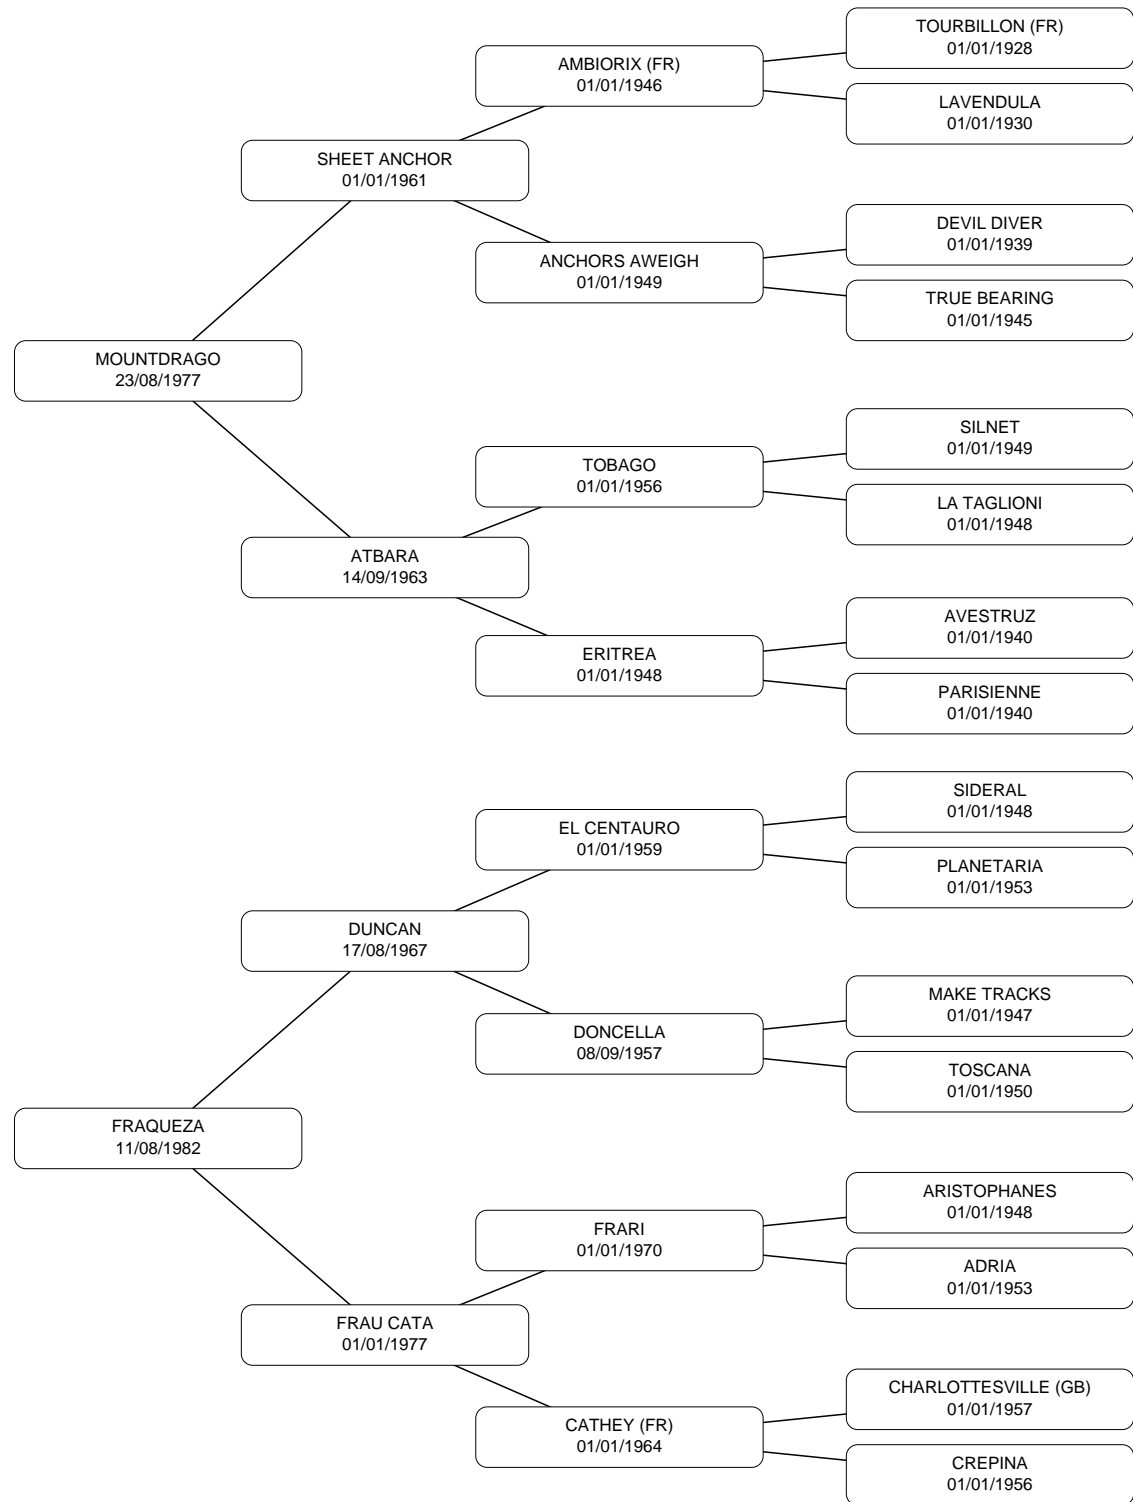 TOURBILLON (FR)
01/01/1928
AMBIORIX (FR)
01/01/1946
LAVENDULA
01/01/1930
SHEET ANCHOR
01/01/1961
DEVIL DIVER
01/01/1939
ANCHORS AWEIGH
01/01/1949
TRUE BEARING
01/01/1945
MOUNTDRAGO
23/08/1977
SILNET
01/01/1949
TOBAGO
01/01/1956
LA TAGLIONI
01/01/1948
ATBARA
14/09/1963
AVESTRUZ
01/01/1940
ERITREA
01/01/1948
PARISIENNE
01/01/1940
SIDERAL
01/01/1948
EL CENTAURO
01/01/1959
PLANETARIA
01/01/1953
DUNCAN
17/08/1967
MAKE TRACKS
01/01/1947
DONCELLA
08/09/1957
TOSCANA
01/01/1950
FRAQUEZA
11/08/1982
ARISTOPHANES
01/01/1948
FRARI
01/01/1970
ADRIA
01/01/1953
FRAU CATA
01/01/1977
CHARLOTTESVILLE (GB)
01/01/1957
CATHEY (FR)
01/01/1964
CREPINA
01/01/1956